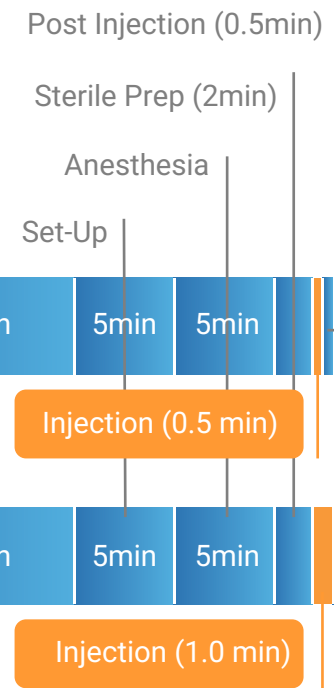 Post Injection (0.5min)
Sterile Prep (2min)
Anesthesia
Set-Up
5min 5min
Injection (0.5 min)
5min 5min
Injection (1.0 min)